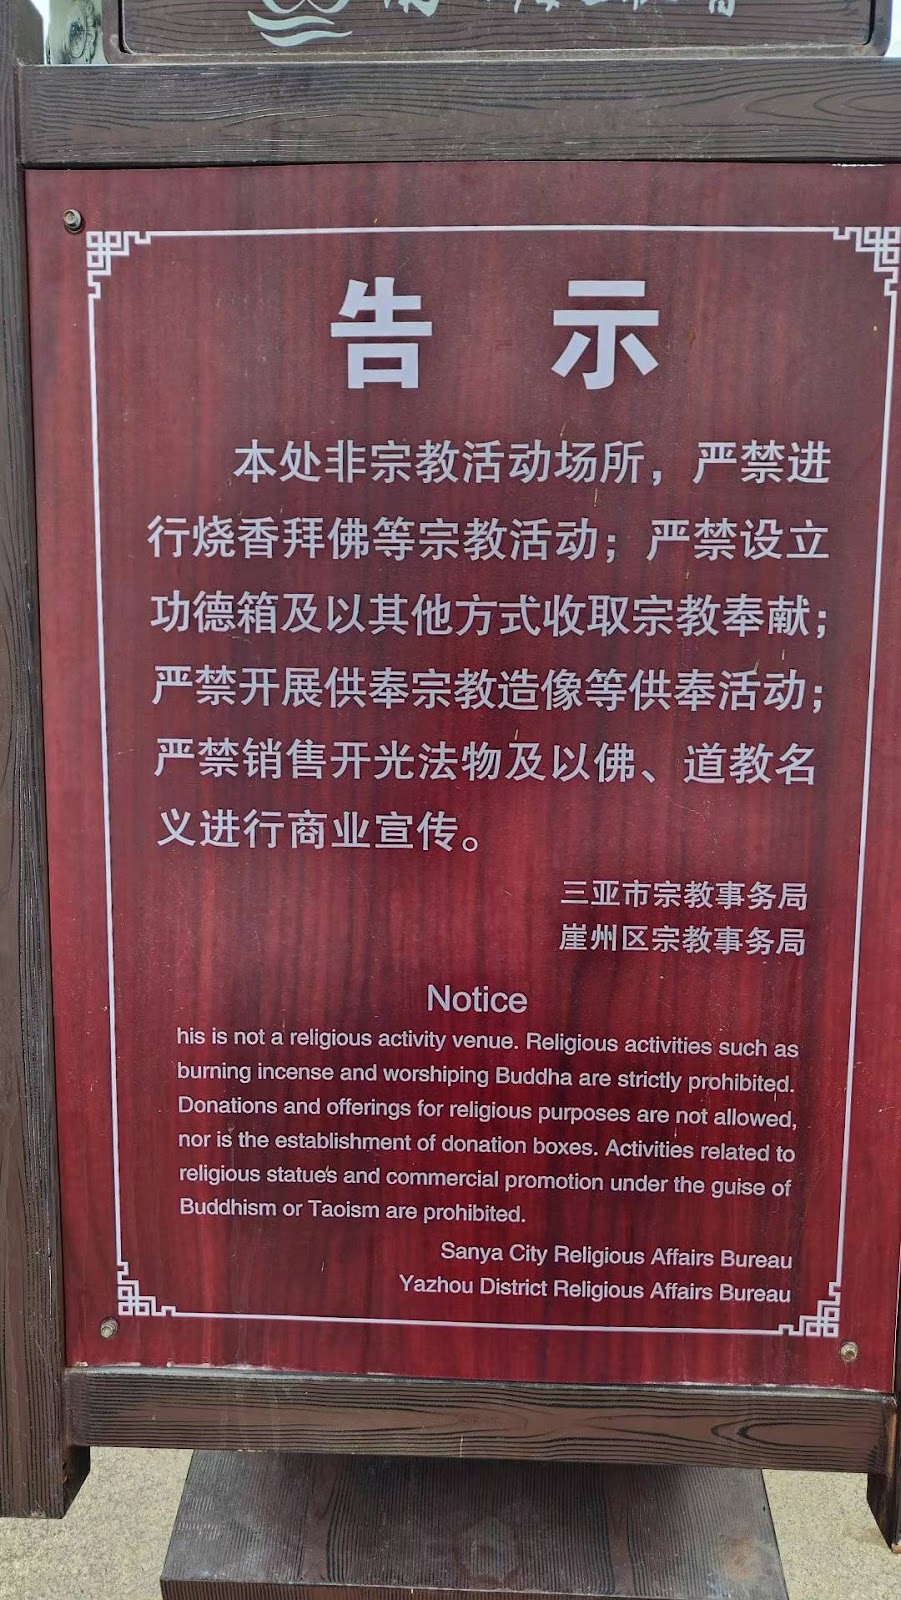 告 示
本处非宗教活动场所，严禁进
行烧香拜佛等宗教活动；严禁设立
功德箱及以其他方式收取宗教奉献；
严禁开展供奉宗教造像等供奉活动；
严禁销售开光法物及以佛、道教名
义进行商业宣传。
三亚市宗教事务局
崖州区宗教事务局
Notice
his is not a religious activity venue. Religious activities such as
burning incense and worshiping Buddha are strictly prohibited.
Donations and offerings for religious purposes are not allowed,
nor is the establishment of donation boxes. Activities related to
religious statues and commercial promotion under the guise of
Buddhism or Taoism are prohibited.
Sanya City Religious Affairs Bureau
Yazhou District Religious Affairs Bureau